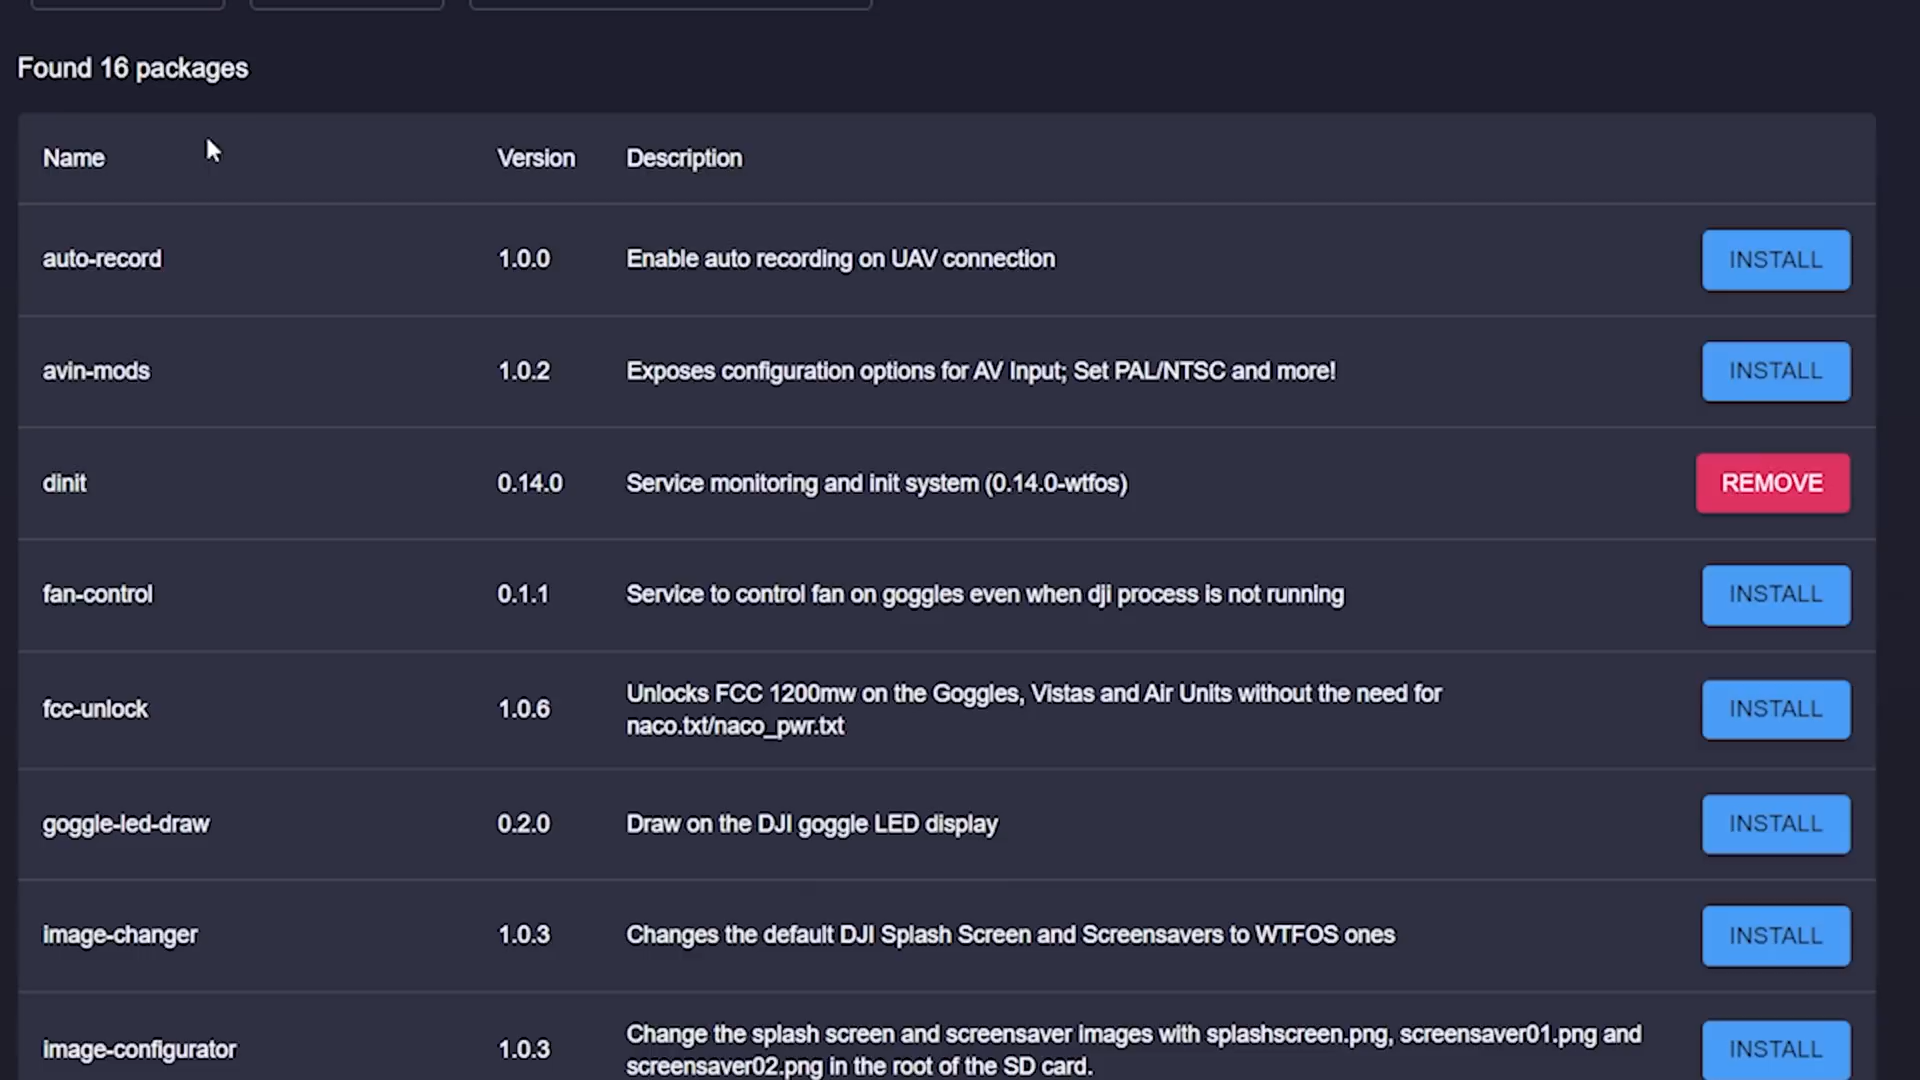 Found 16 packages
Name Version Description
auto-record 1.0.0 Enable auto recording on UAV connection INSTALL
avin-mods 1.0.2 Exposes configuration options for AV Input; Set PAL/NTSC and more! INSTALL
dinit 0.14.0 Service monitoring and init system (0.14.0-wtfos) REMOVE
fan-control 0.1.1 Service to control fan on goggles even when dji process is not running INSTALL
fcc-unlock 1.0.6 Unlocks FCC 1200mw on the Goggles, Vistas and Air Units without the need for
naco.txt/naco_pwr.txt INSTALL
goggle-led-draw 0.2.0 Draw on the DJI goggle LED display INSTALL
image-changer 1.0.3 Changes the default DJI Splash Screen and Screensavers to WTFOS ones INSTALL
image-configurator 1.0.3 Change the splash screen and screensaver images with splashscreen.png, screensaver01.png and
screensaver02.png in the root of the SD card. INSTALL